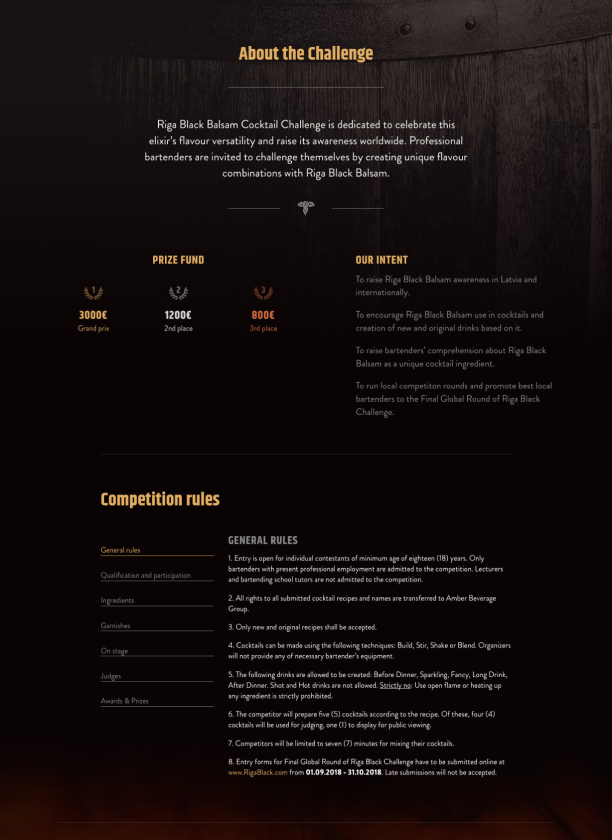 About the Challenge
Riga Black Balsam Cocktail Challenge is dedicated to celebrate this
elixir's flavour versatility and raise its awareness worldwide. Professional
bartenders are invited to challenge themselves by creating unique flavour
combinations with Riga Black Balsam.
PRIZE FUND
1
2
3
3000€
1200€
800€
Grand prix
2nd place
3rd place
OUR INTENT
To raise Riga Black Balsam awareness in Latvia and
internationally.
To encourage Riga Black Balsam use in cocktails and
creation of new and original drinks based on it.
To raise bartenders' comprehension about Riga Black
Balsam as a unique cocktail ingredient.
To run local competiton rounds and promote best local
bartenders to the Final Global Round of Riga Black
Challenge.
Competition rules
General rules
Qualification and participation
Ingredients
Garnishes
On stage
Judges
Awards & Prizes
GENERAL RULES
1. Entry is open for individual contestants of minimum age of eighteen (18) years. Only
bartenders with present professional employment are admitted to the competition. Lecturers
and bartending school tutors are not admitted to the competition.
2. All rights to all submitted cocktail recipes and names are transferred to Amber Beverage
Group.
3. Only new and original recipes shall be accepted.
4. Cocktails can be made using the following techniques: Build, Stir, Shake or Blend. Organizers
will not provide any of necessary bartender's equipment.
5. The following drinks are allowed to be created: Before Dinner, Sparkling, Fancy, Long Drink,
After Dinner. Shot and Hot drinks are not allowed. Strictly no: Use open flame or heating up
any ingredient is strictly prohibited.
6. The competitor will prepare five (5) cocktails according to the recipe. Of these, four (4)
cocktails will be used for judging, one (1) to display for public viewing.
7. Competitors will be limited to seven (7) minutes for mixing their cocktails.
8. Entry forms for Final Global Round of Riga Black Challenge have to be submitted online at
www.RigaBlack.com from 01.09.2018 - 31.10.2018. Late submissions will not be accepted.